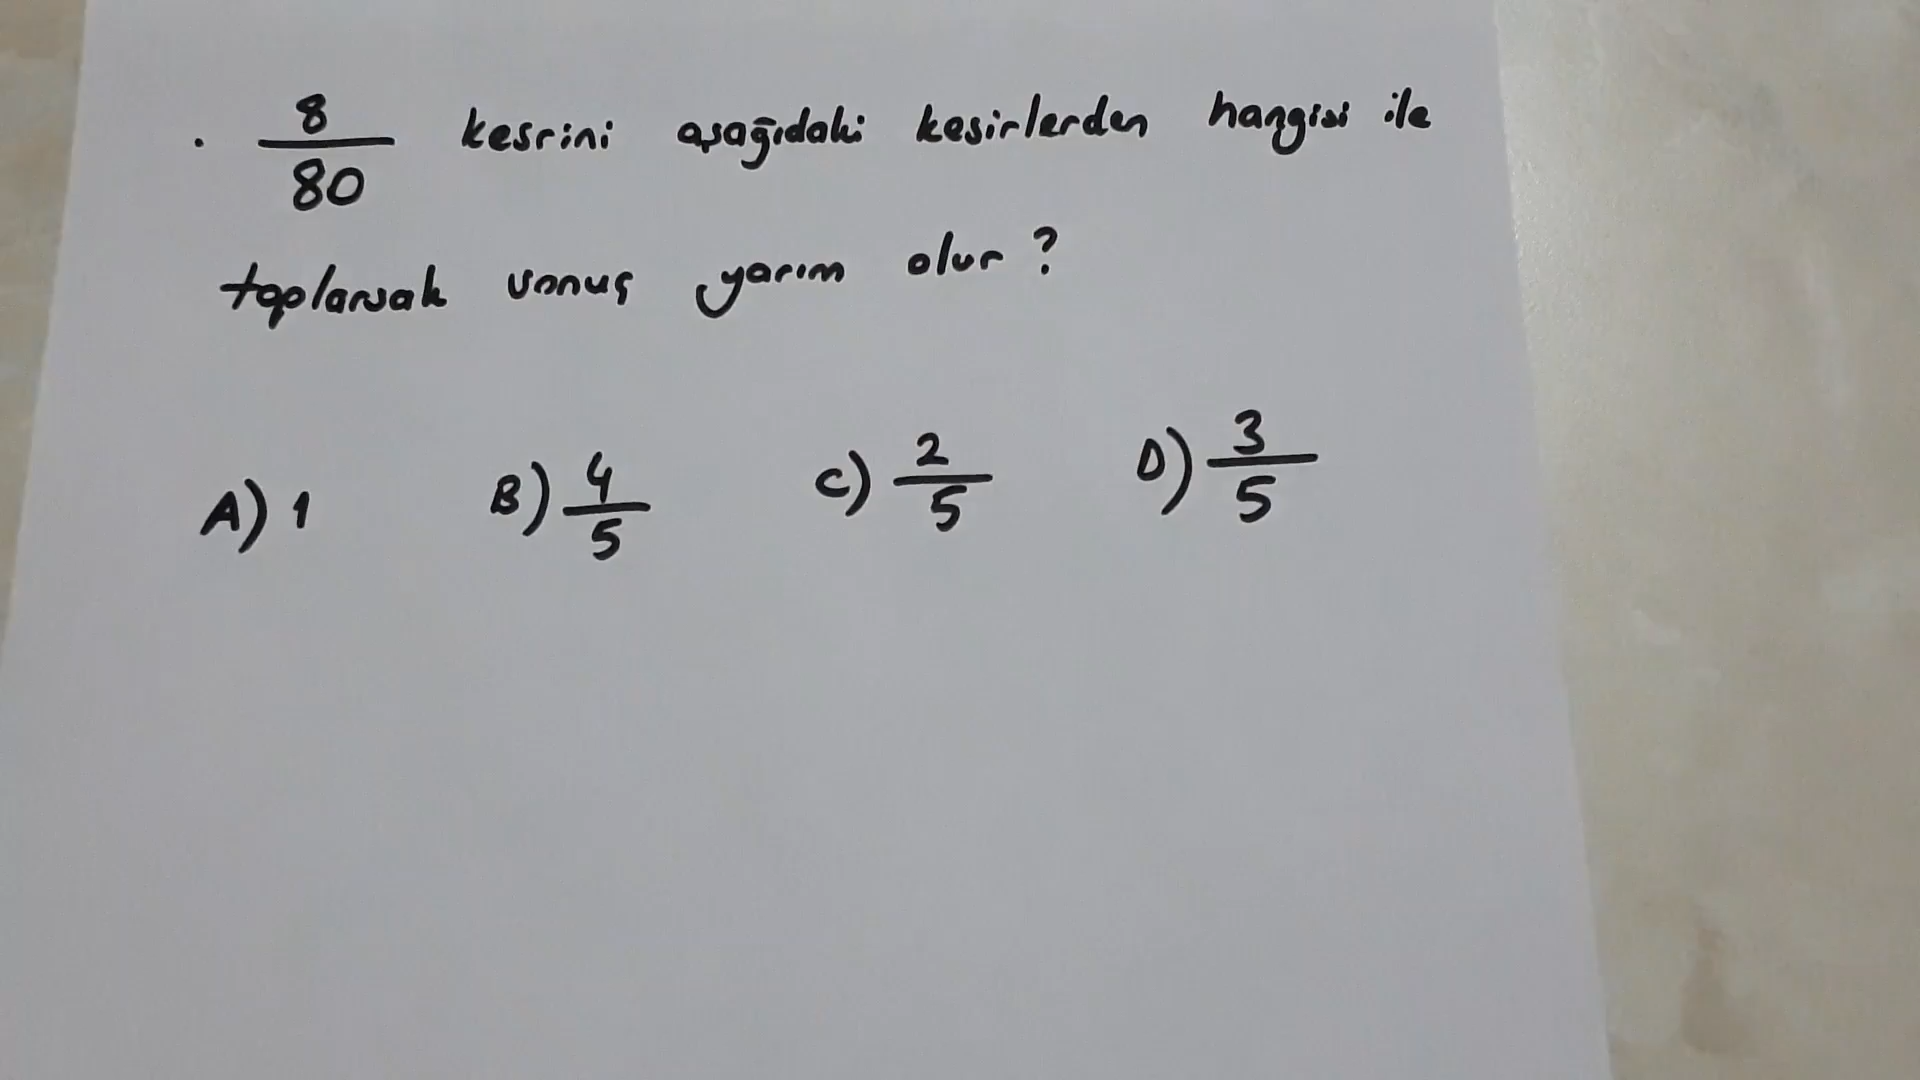 . 8/80 kesrini aşağıdaki kesirlerden hangisi ile
toplarsak sonuç yarım olur ?
A) 1 B) 4/5 C) 2/5 D) 3/5